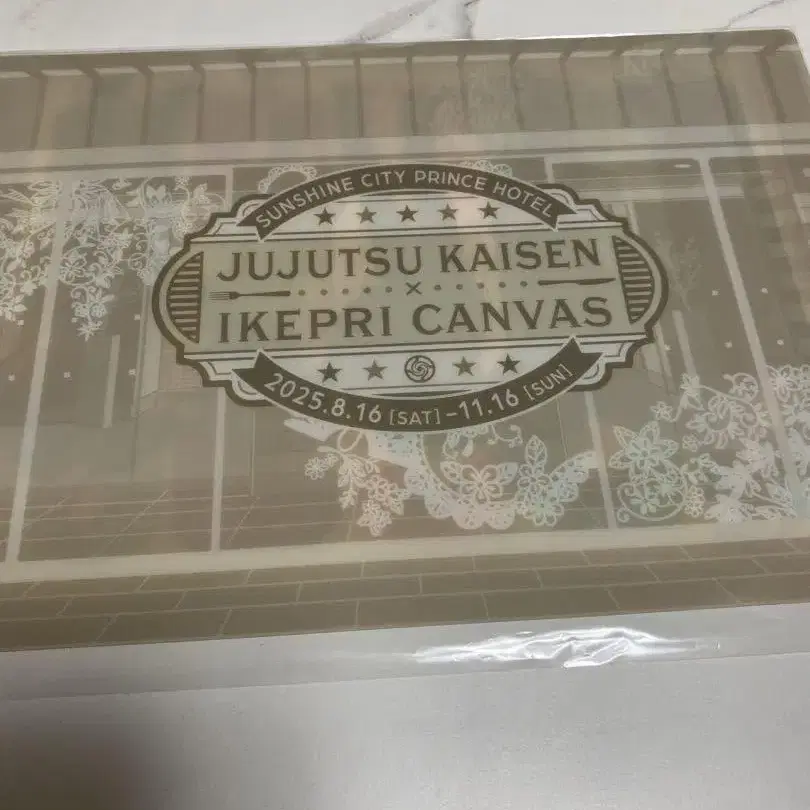 SUNSHINE CITY PRINCE HOTEL
JUJUTSU KAISEN
×
IKEPRI CANVAS
2025.8.16 [SAT] -11.16 [SUN]